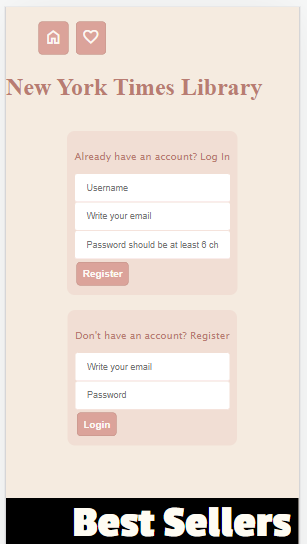 New York Times Library
Already have an account? Log In
Username
Write your email
Password should be at least 6 ch
Register
Don't have an account? Register
Write your email
Password
Login
Best Sellers